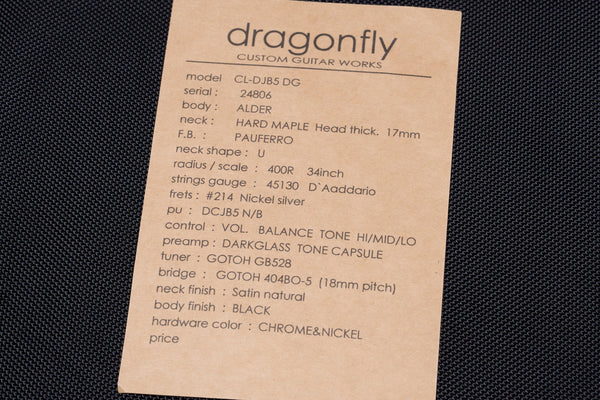 dragonfly
CUSTOM GUITAR WORKS
model CL-DJB5 DG
serial : 24806
body : ALDER
neck : HARD MAPLE Head thick. 17mm
F.B. : PAUFERRO
neck shape : U
radius / scale : 400R 34inch
strings gauge : 45130 D`Aaddario
frets : #214 Nickel silver
pu : DCJB5 N/B
control : VOL. BALANCE TONE HI/MID/LO
preamp : DARKGLASS TONE CAPSULE
tuner : GOTOH GB528
bridge : GOTOH 404BO-5 (18mm pitch)
neck finish : Satin natural
body finish : BLACK
hardware color : CHROME&NICKEL
price